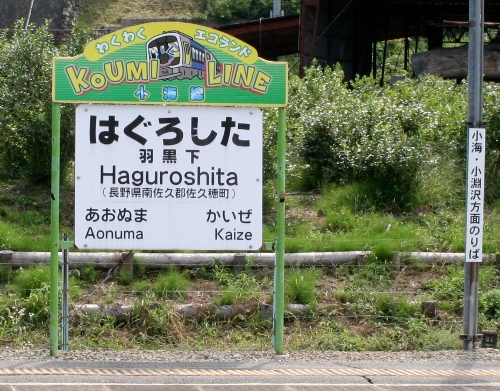 わくわく エコランド
KOUMI LINE
小海線
はぐろした
羽黒下
Haguroshita
(長野県南佐久郡佐久穂町)
あおぬま かいぜ
Aonuma Kaize
小海・小淵沢方面のりば